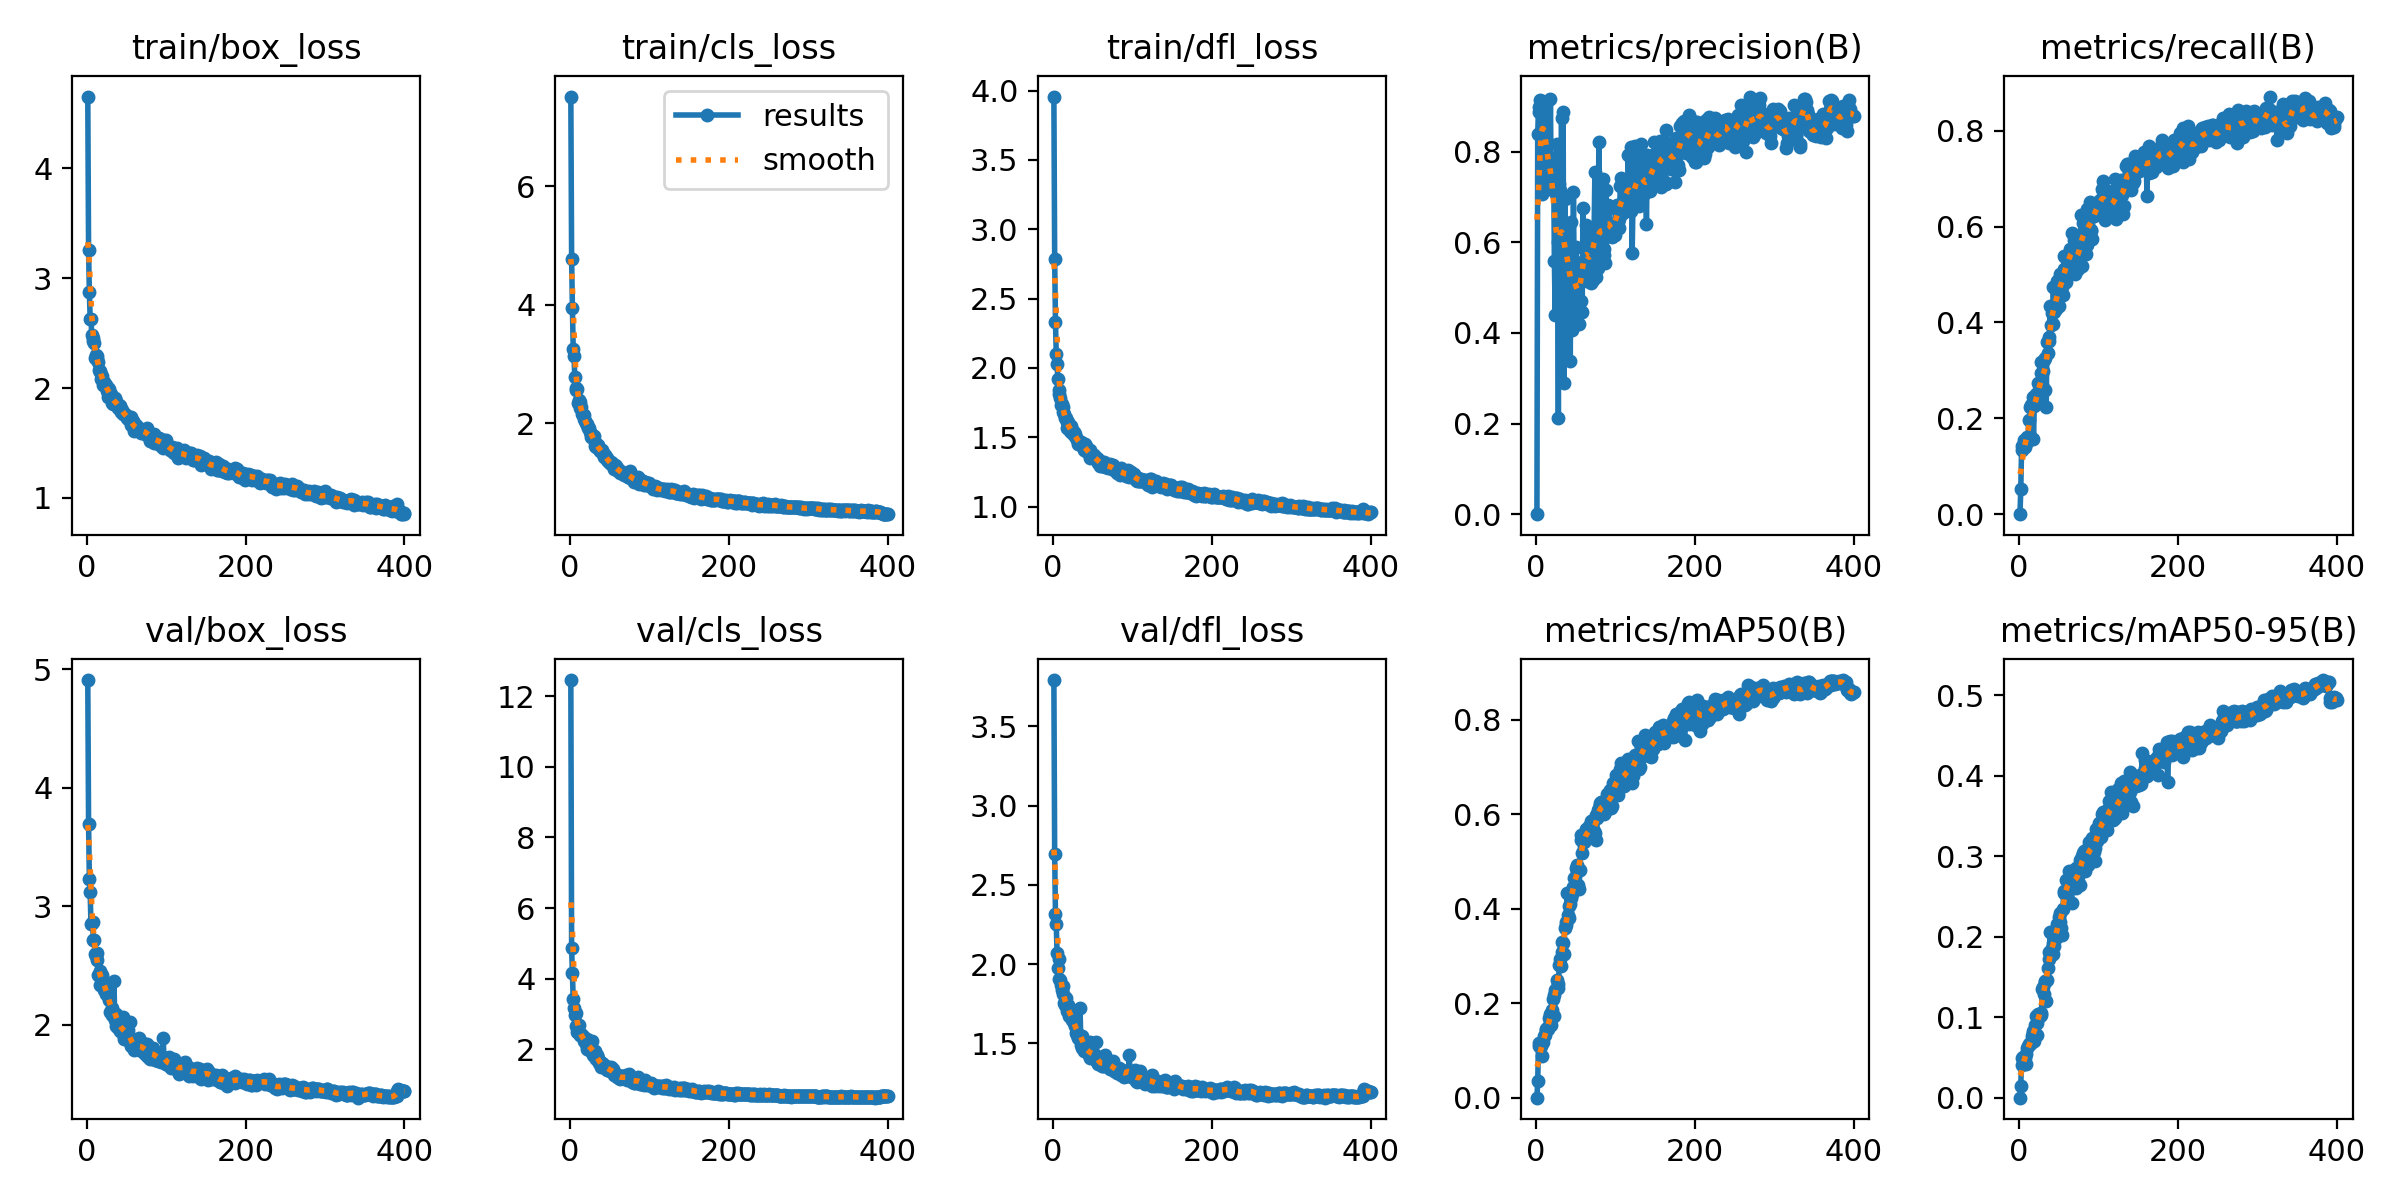 train/box_loss
4
3
2
1
0 200 400
train/cls_loss
results
smooth
6
4
2
0 200 400
train/dfl_loss
4.0
3.5
3.0
2.5
2.0
1.5
1.0
0 200 400
metrics/precision(B)
0.8
0.6
0.4
0.2
0.0
0 200 400
metrics/recall(B)
0.8
0.6
0.4
0.2
0.0
0 200 400
val/box_loss
5
4
3
2
0 200 400
val/cls_loss
12
10
8
6
4
2
0 200 400
val/dfl_loss
3.5
3.0
2.5
2.0
1.5
0 200 400
metrics/mAP50(B)
0.8
0.6
0.4
0.2
0.0
0 200 400
metrics/mAP50-95(B)
0.5
0.4
0.3
0.2
0.1
0.0
0 200 400